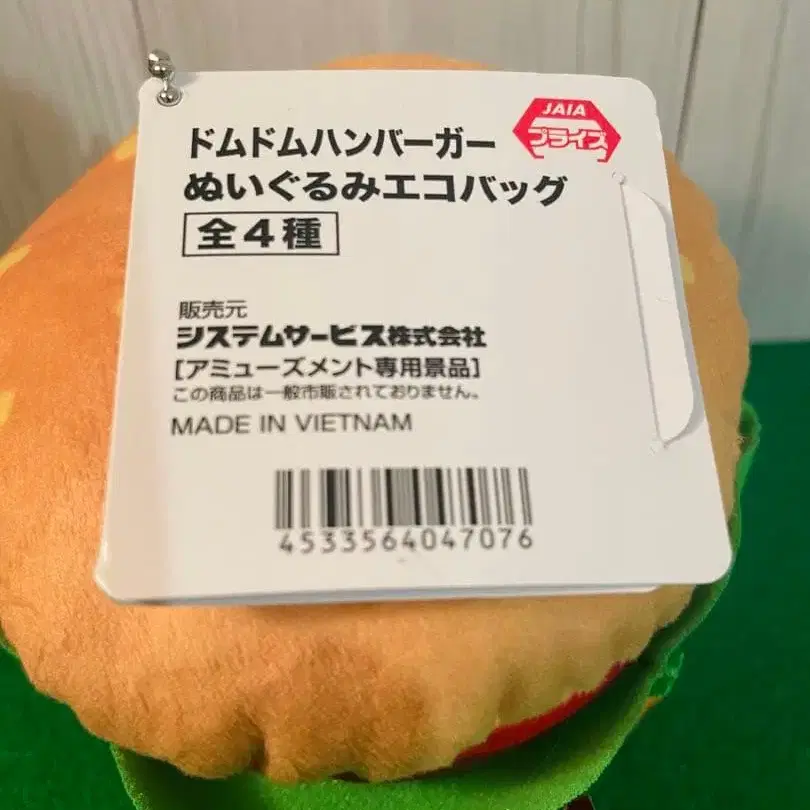 JAIA
プライズ
ドムドムハンバーガー
ぬいぐるみエコバッグ
全4種
販売元
システムサービス株式会社
[アミューズメント専用景品]
この商品は一般市販されておりません。
MADE IN VIETNAM
4533564047076